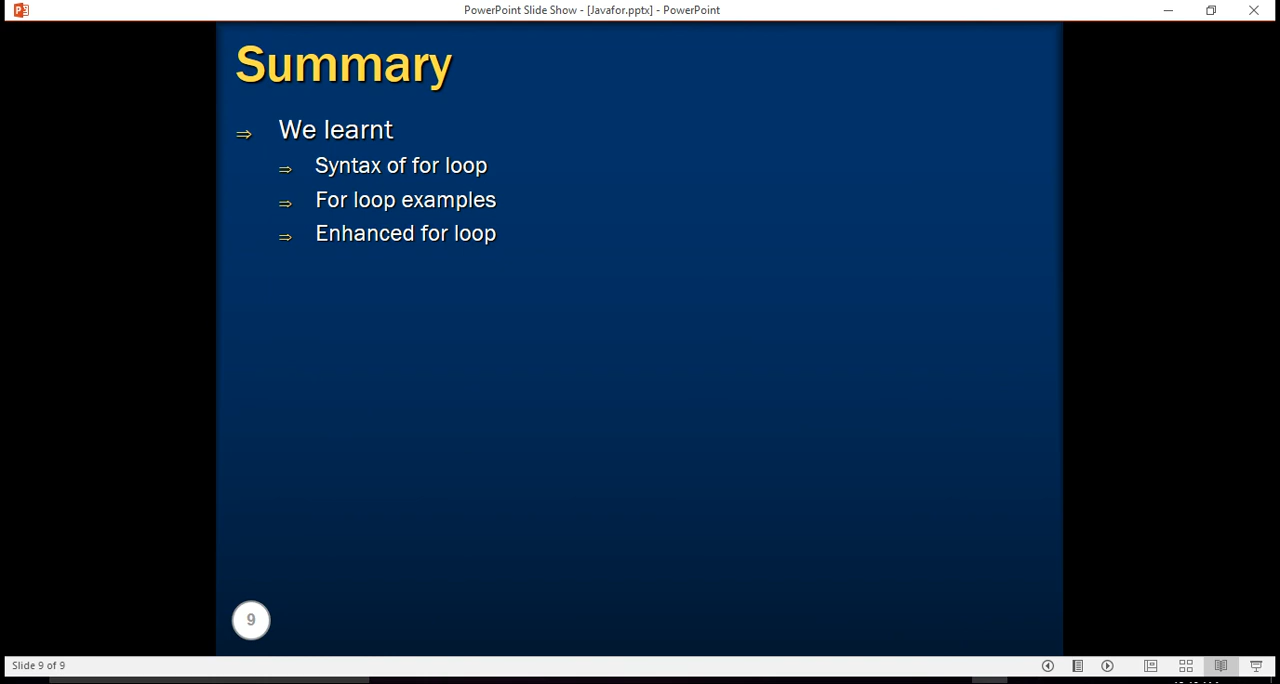 PowerPoint Slide Show - [Javafor.pptx] - PowerPoint
Summary
⇒ We learnt
⇒ Syntax of for loop
⇒ For loop examples
⇒ Enhanced for loop
9
Slide 9 of 9